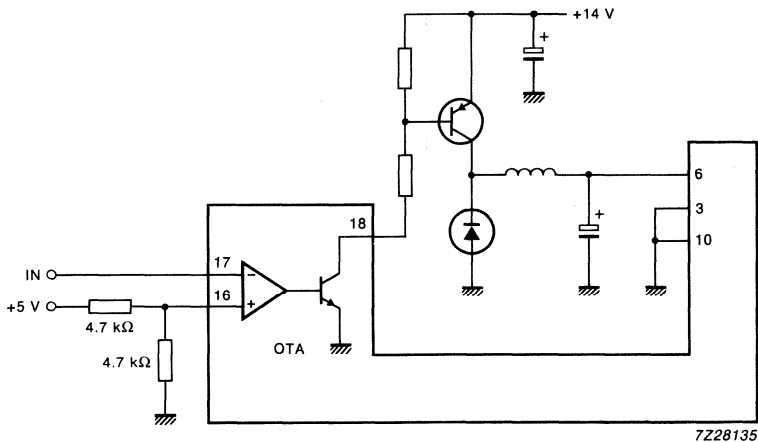 +14 V
+
6
18
+
3
10
17
IN
−
16
+5 V
+
4.7 kΩ
OTA
4.7 kΩ
7Z28135